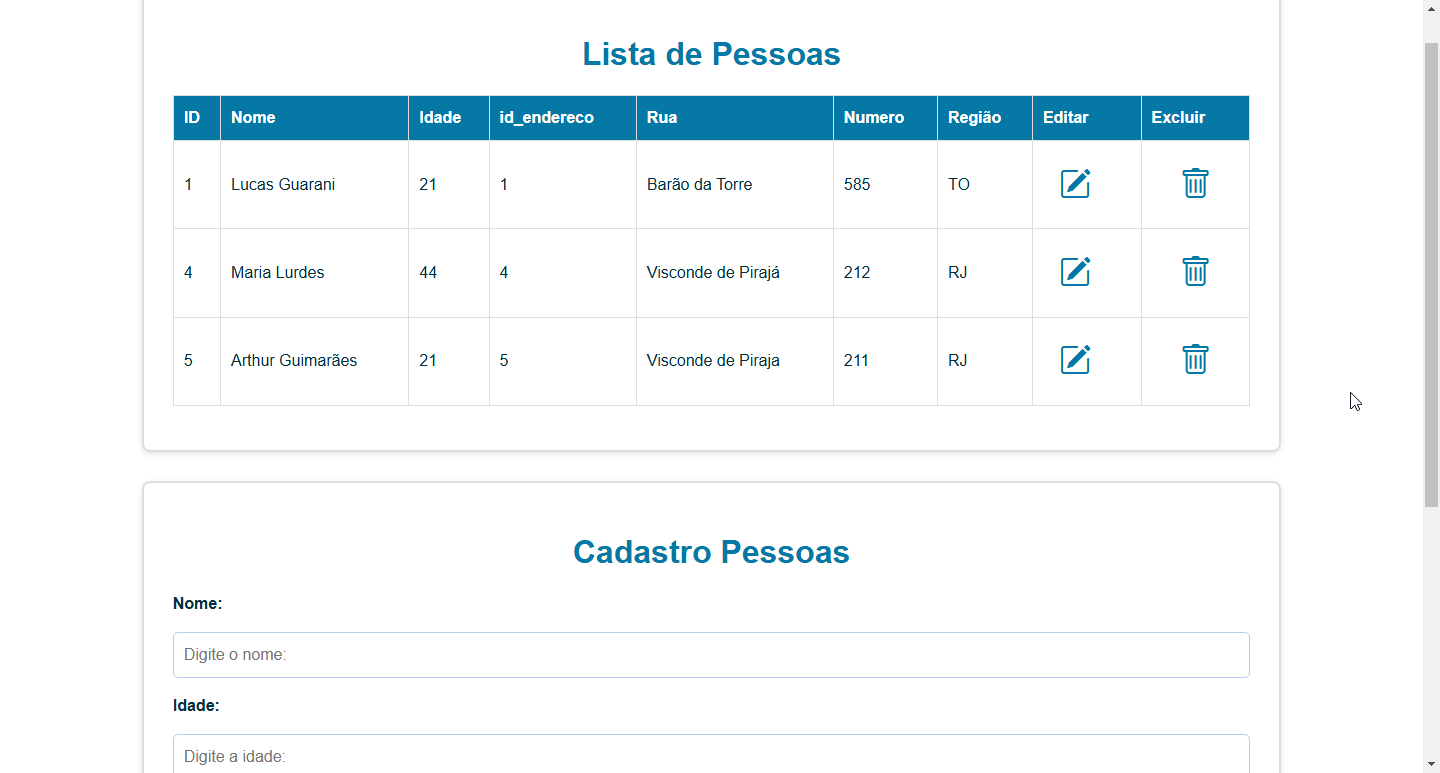 Lista de Pessoas
ID Nome Idade id_endereco Rua Numero Região Editar Excluir
1 Lucas Guarani 21 1 Barão da Torre 585 TO
4 Maria Lurdes 44 4 Visconde de Pirajá 212 RJ
5 Arthur Guimarães 21 5 Visconde de Piraja 211 RJ
Cadastro Pessoas
Nome:
Digite o nome:
Idade:
Digite a idade: